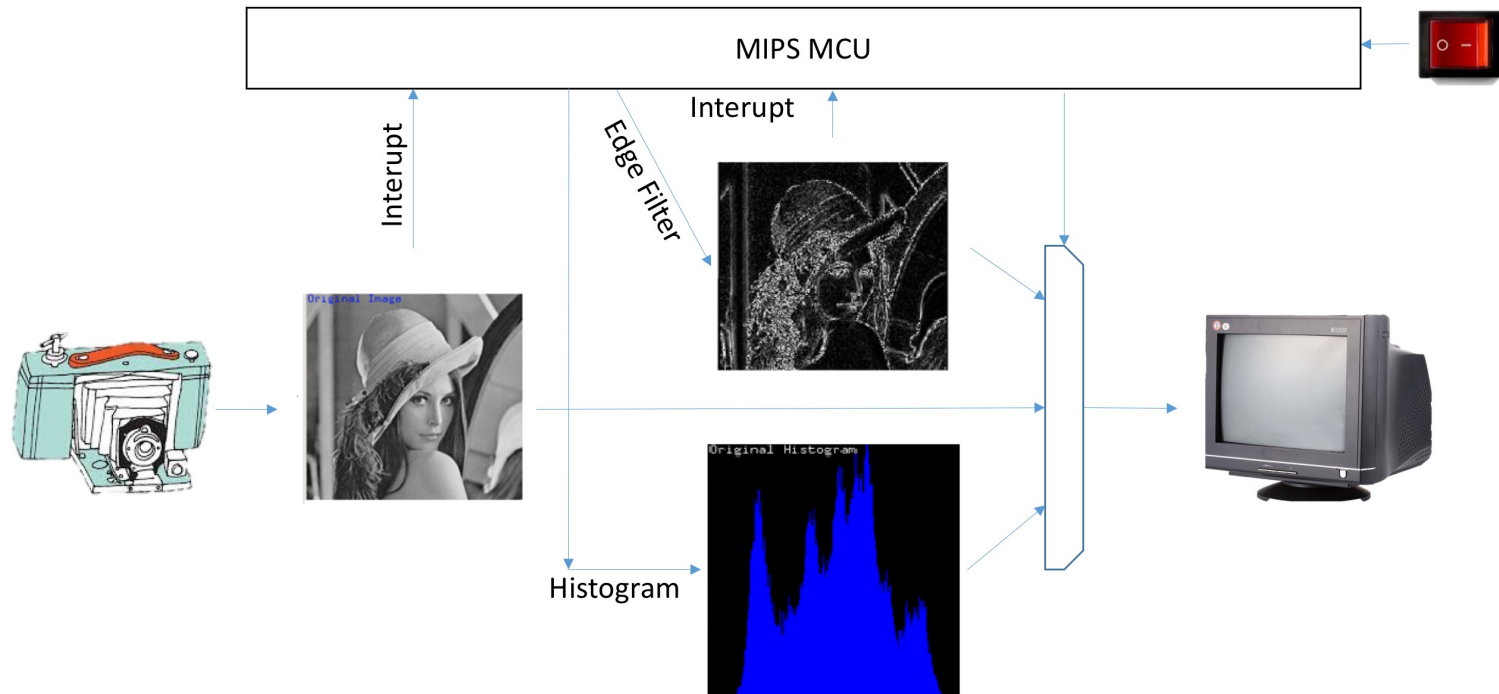 MIPS MCU
Interupt
Interupt
Edge Filter
Original Image
Original Histogram
Histogram